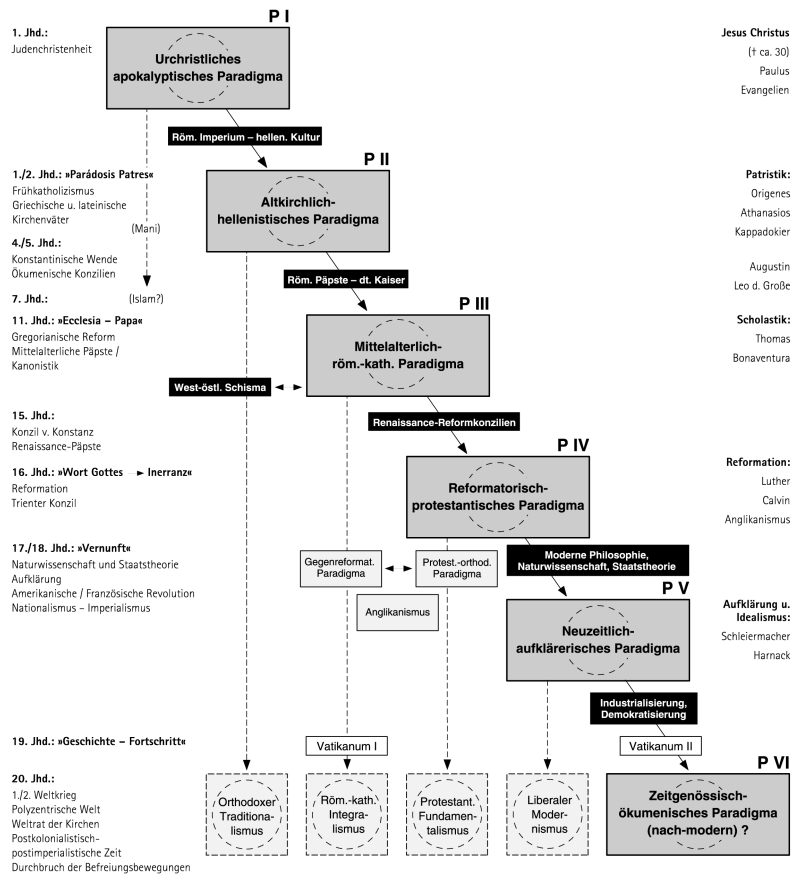 P I
1. Jhd.:
Judenchristenheit
Urchristliches
apokalyptisches Paradigma
Jesus Christus
(† ca. 30)
Paulus
Evangelien
Röm. Imperium – hellen. Kultur
P II
1./2. Jhd.: »Parádosis Patres«
Frühkatholizismus
Griechische u. lateinische
Kirchenväter
(Mani)
Altkirchlich-
hellenistisches Paradigma
Patristik:
Origenes
Athanasios
Kappadokier
Augustin
Leo d. Große
4./5. Jhd.:
Konstantinische Wende
Ökumenische Konzilien
Röm. Päpste – dt. Kaiser
7. Jhd.:
(Islam?)
P III
11. Jhd.: »Ecclesia – Papa«
Gregorianische Reform
Mittelalterliche Päpste /
Kanonistik
Mittelalterlich-
röm.-kath. Paradigma
Scholastik:
Thomas
Bonaventura
West-östl. Schisma
15. Jhd.:
Konzil v. Konstanz
Renaissance-Päpste
Renaissance-Reformkonzilien
P IV
16. Jhd.: »Wort Gottes → Inerranz«
Reformation
Trienter Konzil
Reformatorisch-
protestantisches Paradigma
Reformation:
Luther
Calvin
Anglikanismus
17./18. Jhd.: »Vernunft«
Naturwissenschaft und Staatstheorie
Aufklärung
Amerikanische / Französische Revolution
Nationalismus – Imperialismus
Gegenreformat.
Paradigma
Protest.-orthod.
Paradigma
Anglikanismus
Moderne Philosophie,
Naturwissenschaft, Staatstheorie
P V
Neuzeitlich-
aufklärerisches Paradigma
Aufklärung u.
Idealismus:
Schleiermacher
Harnack
Industrialisierung,
Demokratisierung
19. Jhd.: »Geschichte – Fortschritt«
Vatikanum I
Vatikanum II
P VI
20. Jhd.:
1./2. Weltkrieg
Polyzentrische Welt
Weltrat der Kirchen
Postkolonialistisch-
postimperialistische Zeit
Durchbruch der Befreiungsbewegungen
Orthodoxer
Traditiona-
lismus
Röm.-kath.
Integra-
lismus
Protestant.
Fundamen-
talismus
Liberaler
Moder-
nismus
Zeitgenössisch-
ökumenisches Paradigma
(nach-modern) ?